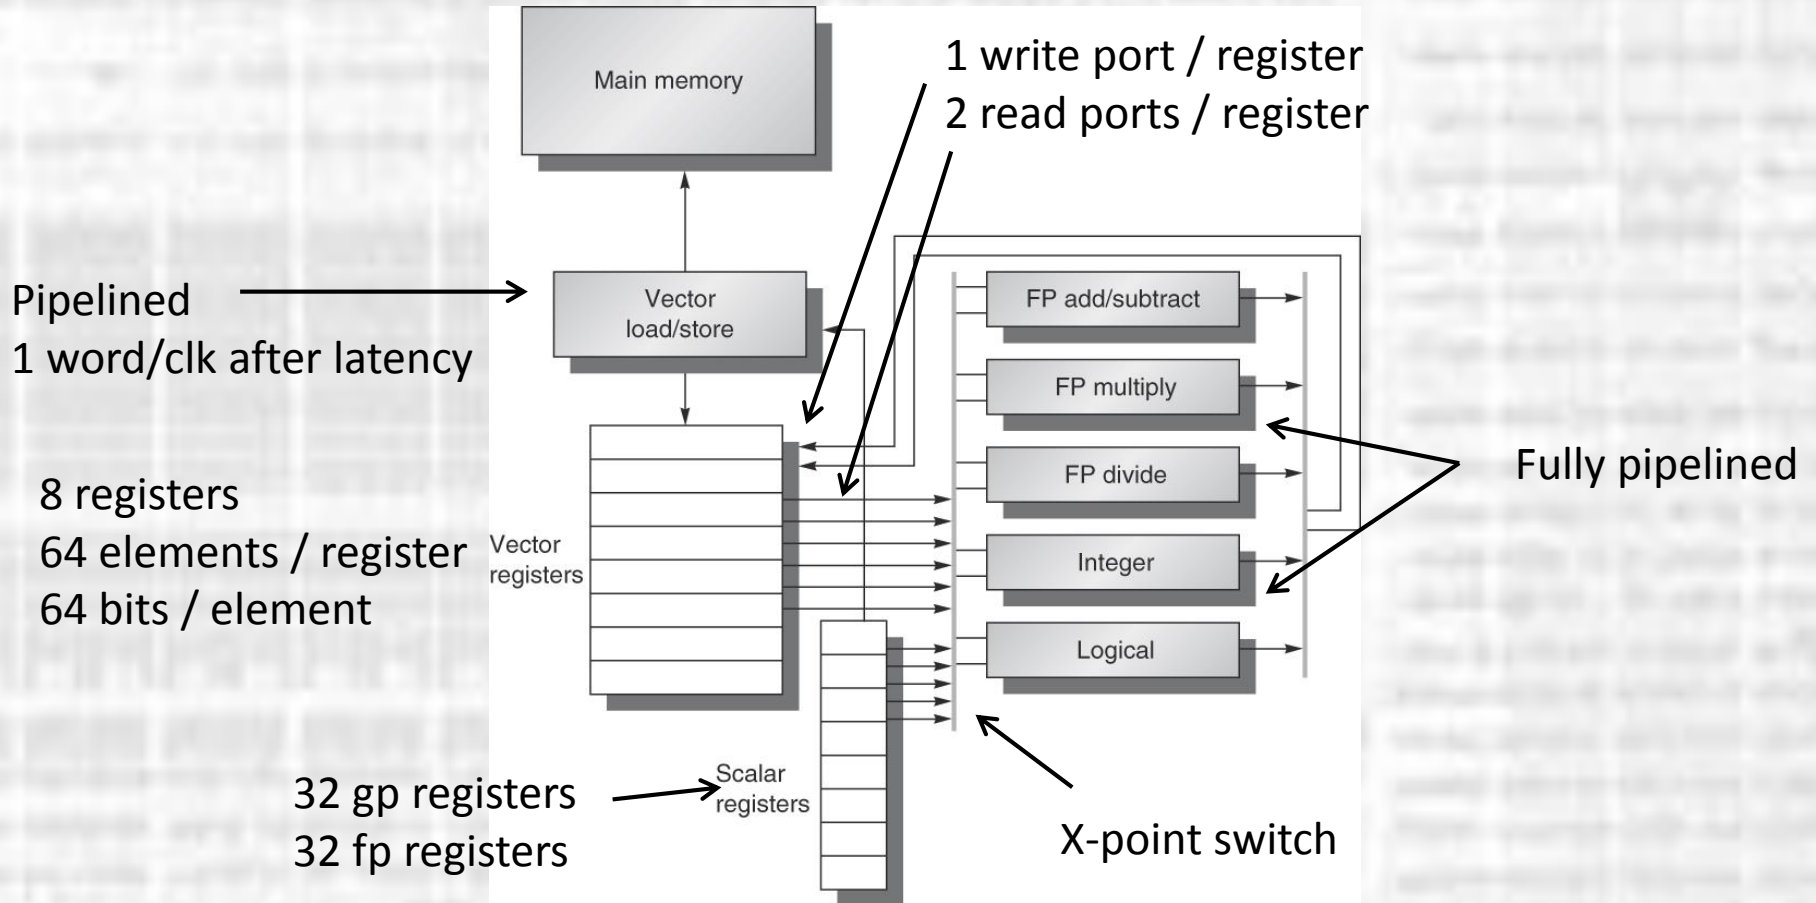 Main memory
1 write port / register
2 read ports / register
Pipelined
1 word/clk after latency
Vector
load/store
FP add/subtract
FP multiply
FP divide
Integer
Logical
Fully pipelined
8 registers
64 elements / register
64 bits / element
Vector
registers
32 gp registers
32 fp registers
Scalar
registers
X-point switch